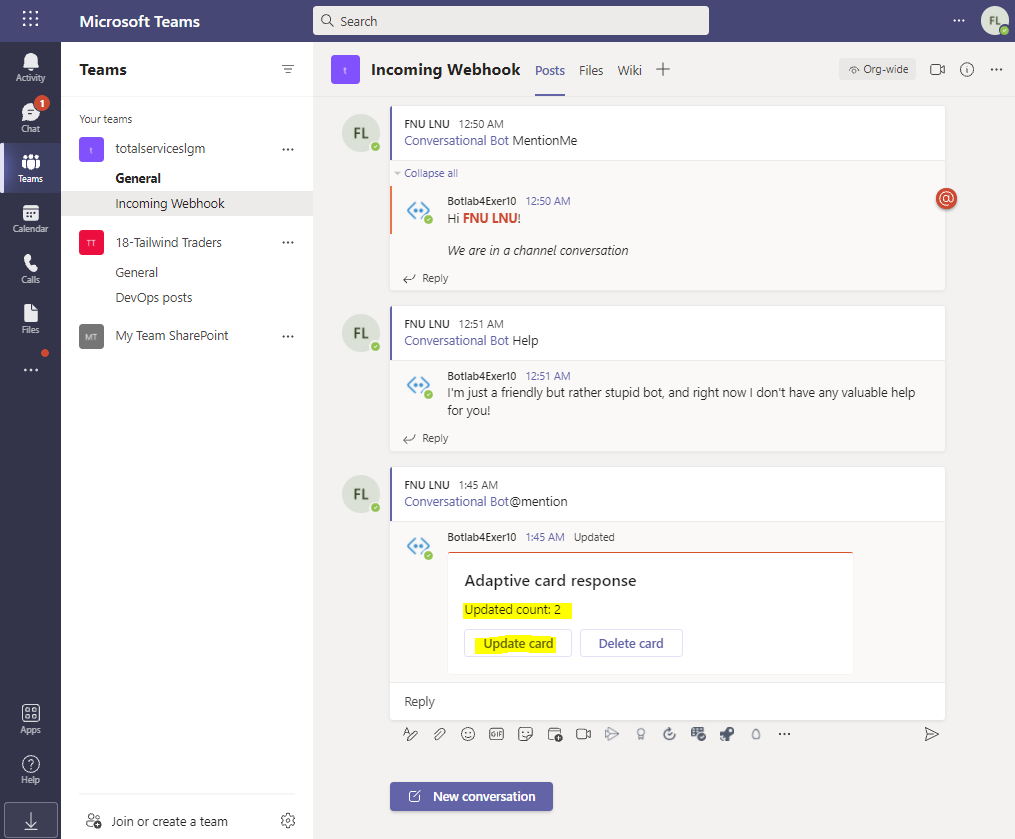 Microsoft Teams
Search
FL
Activity
1
Chat
Teams
Calendar
Calls
Files
Apps
Help
Teams
Your teams
t
totalserviceslgm
General
Incoming Webhook
TT
18-Tailwind Traders
General
DevOps posts
MT
My Team SharePoint
Join or create a team
t
Incoming Webhook
Posts
Files
Wiki
Org-wide
FL
FNU LNU 12:50 AM
Conversational Bot MentionMe
Collapse all
Botlab4Exer10 12:50 AM
@
Hi FNU LNU!
We are in a channel conversation
Reply
FL
FNU LNU 12:51 AM
Conversational Bot Help
Botlab4Exer10 12:51 AM
I'm just a friendly but rather stupid bot, and right now I don't have any valuable help
for you!
Reply
FL
FNU LNU 1:45 AM
Conversational Bot@mention
Botlab4Exer10 1:45 AM Updated
Adaptive card response
Updated count: 2
Update card
Delete card
Reply
GIF
New conversation